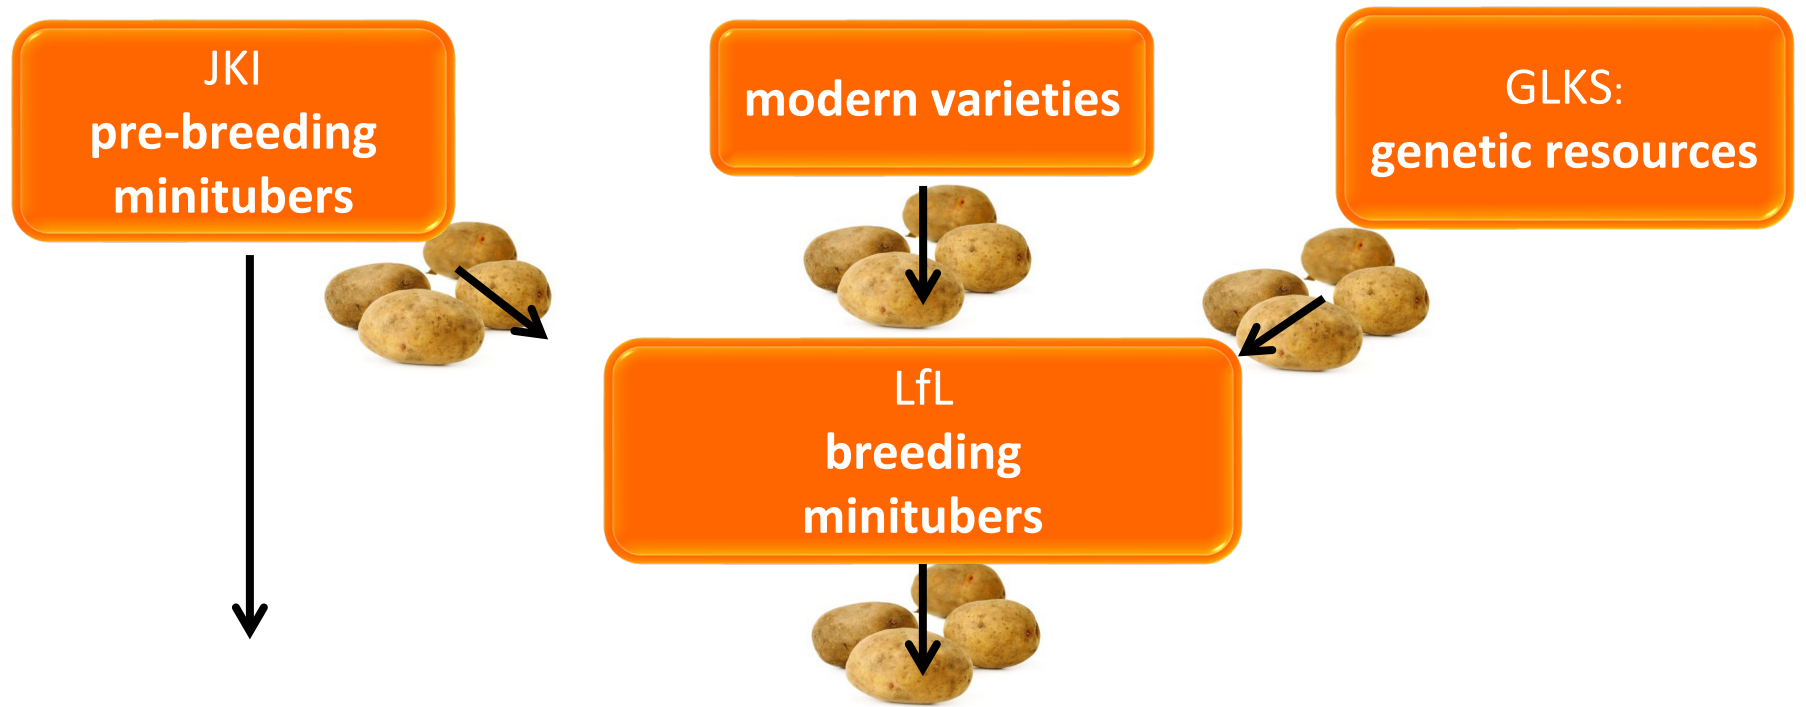 JKI
pre-breeding
minitubers
modern varieties
GLKS:
genetic resources
LfL
breeding
minitubers